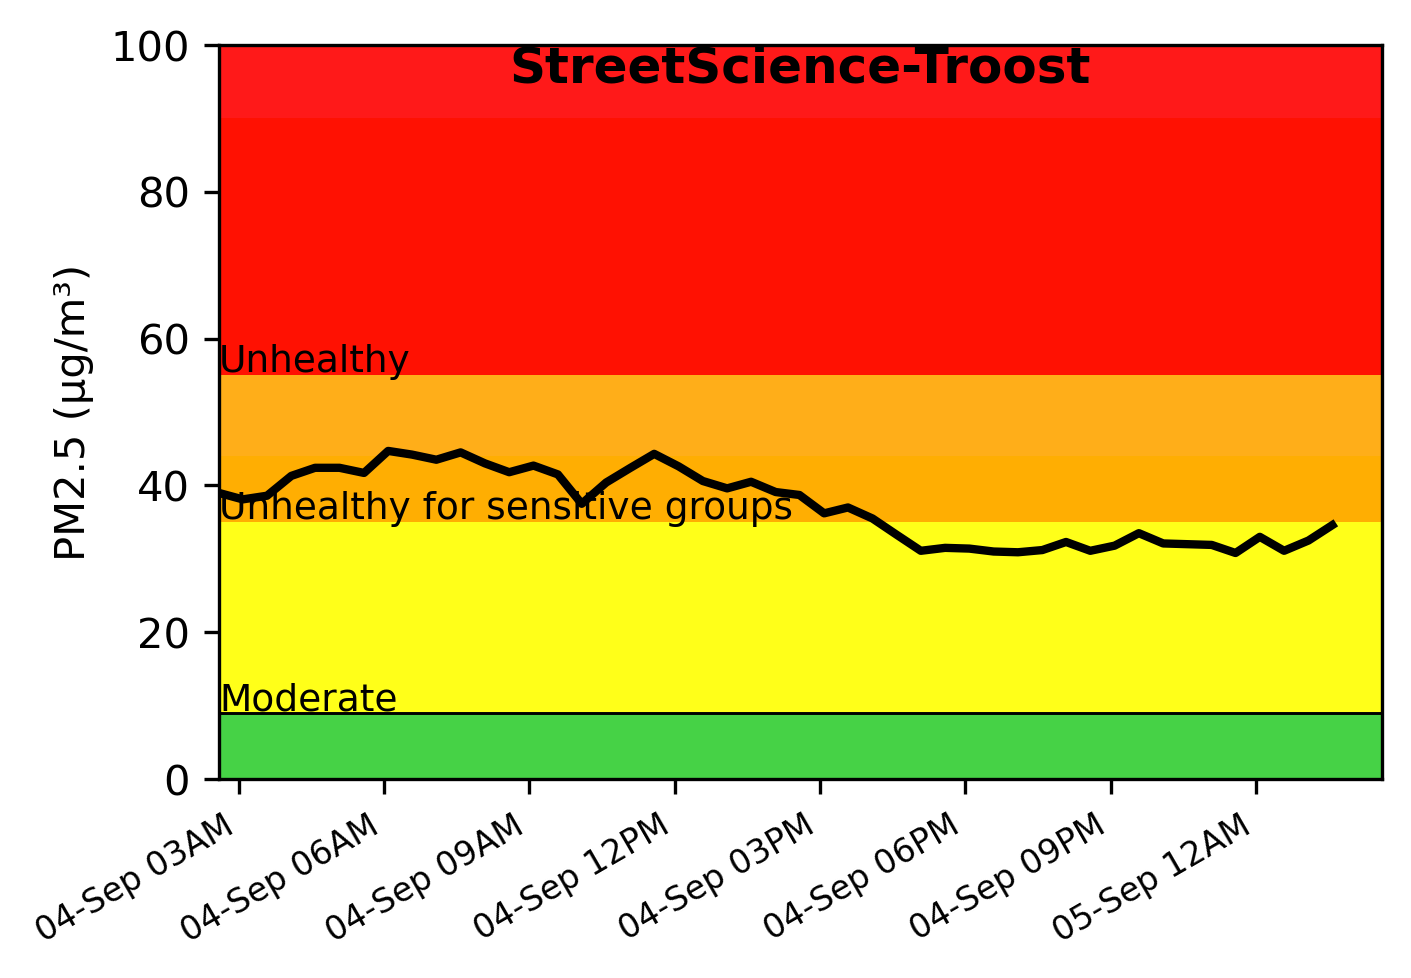 StreetScience-Troost
PM2.5 (µg/m³)
100
80
60
40
20
0
Unhealthy
Unhealthy for sensitive groups
Moderate
04-Sep 03AM
04-Sep 06AM
04-Sep 09AM
04-Sep 12PM
04-Sep 03PM
04-Sep 06PM
04-Sep 09PM
05-Sep 12AM